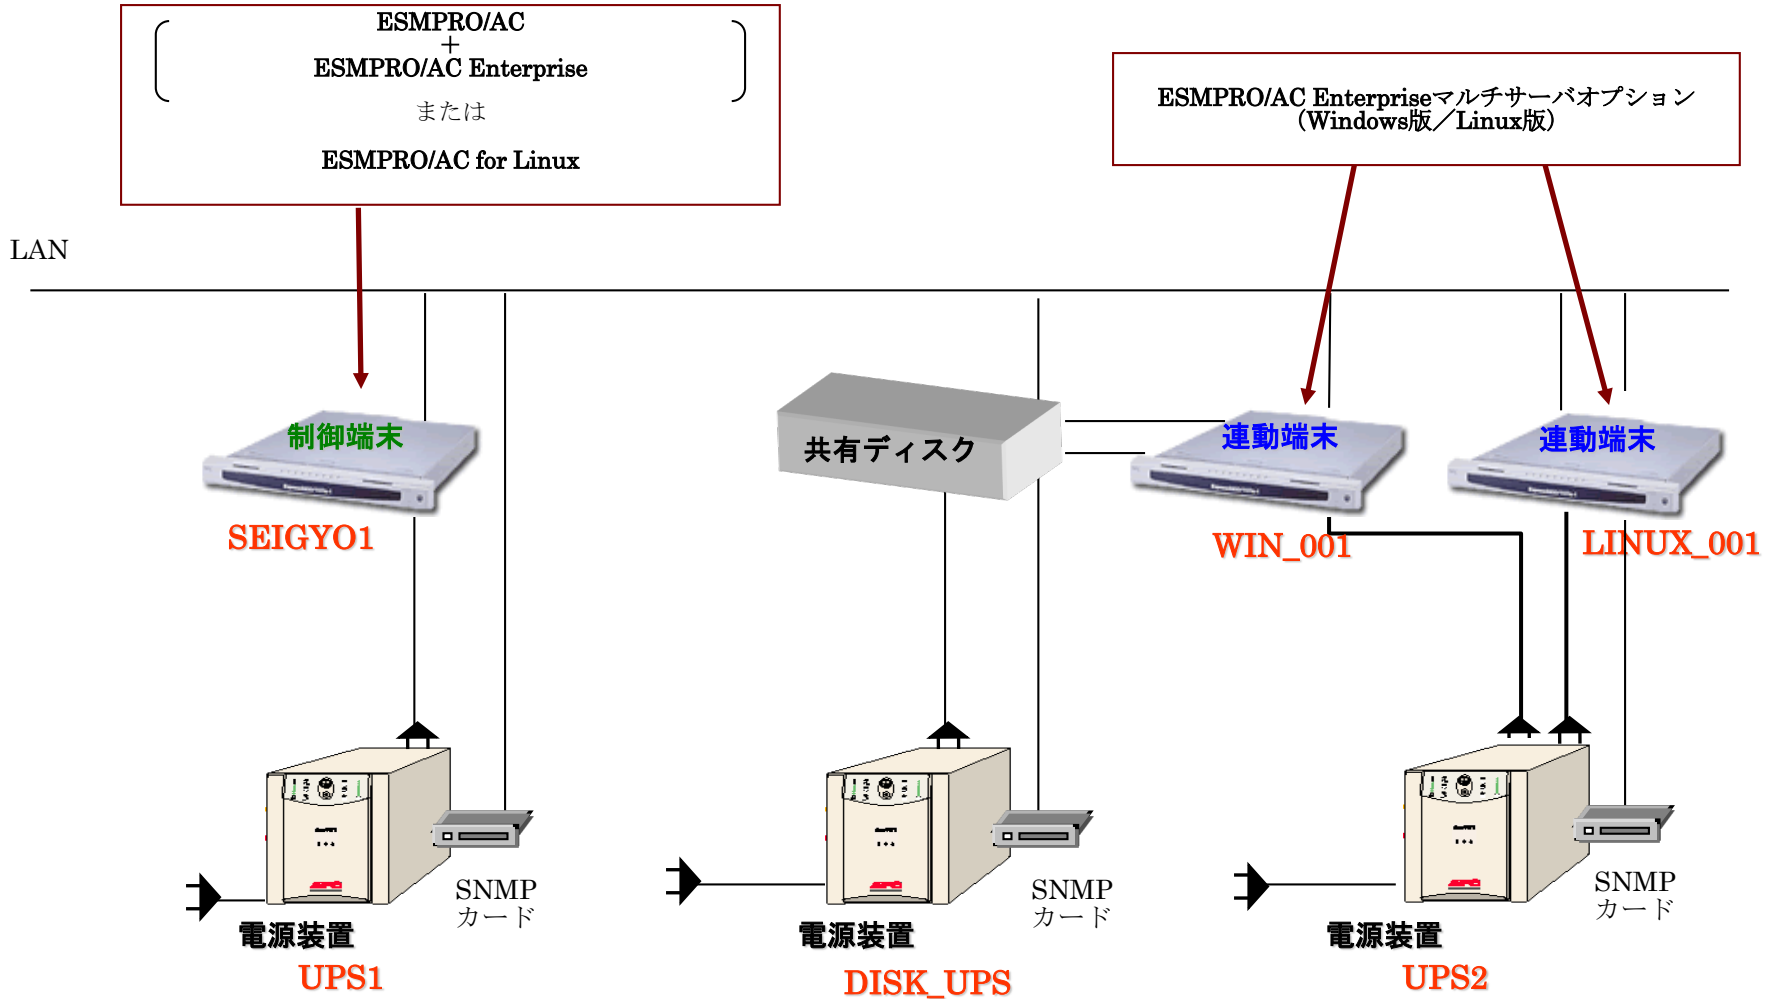 ESMPRO/AC
＋
ESMPRO/AC Enterprise
または
ESMPRO/AC for Linux
ESMPRO/AC Enterpriseマルチサーバオプション
（Windows版／Linux版）
LAN
制御端末
共有ディスク
連動端末
連動端末
SEIGYO1
WIN_001
LINUX_001
APC
APC
APC
SNMP
カード
SNMP
カード
SNMP
カード
電源装置
電源装置
電源装置
UPS1
DISK_UPS
UPS2